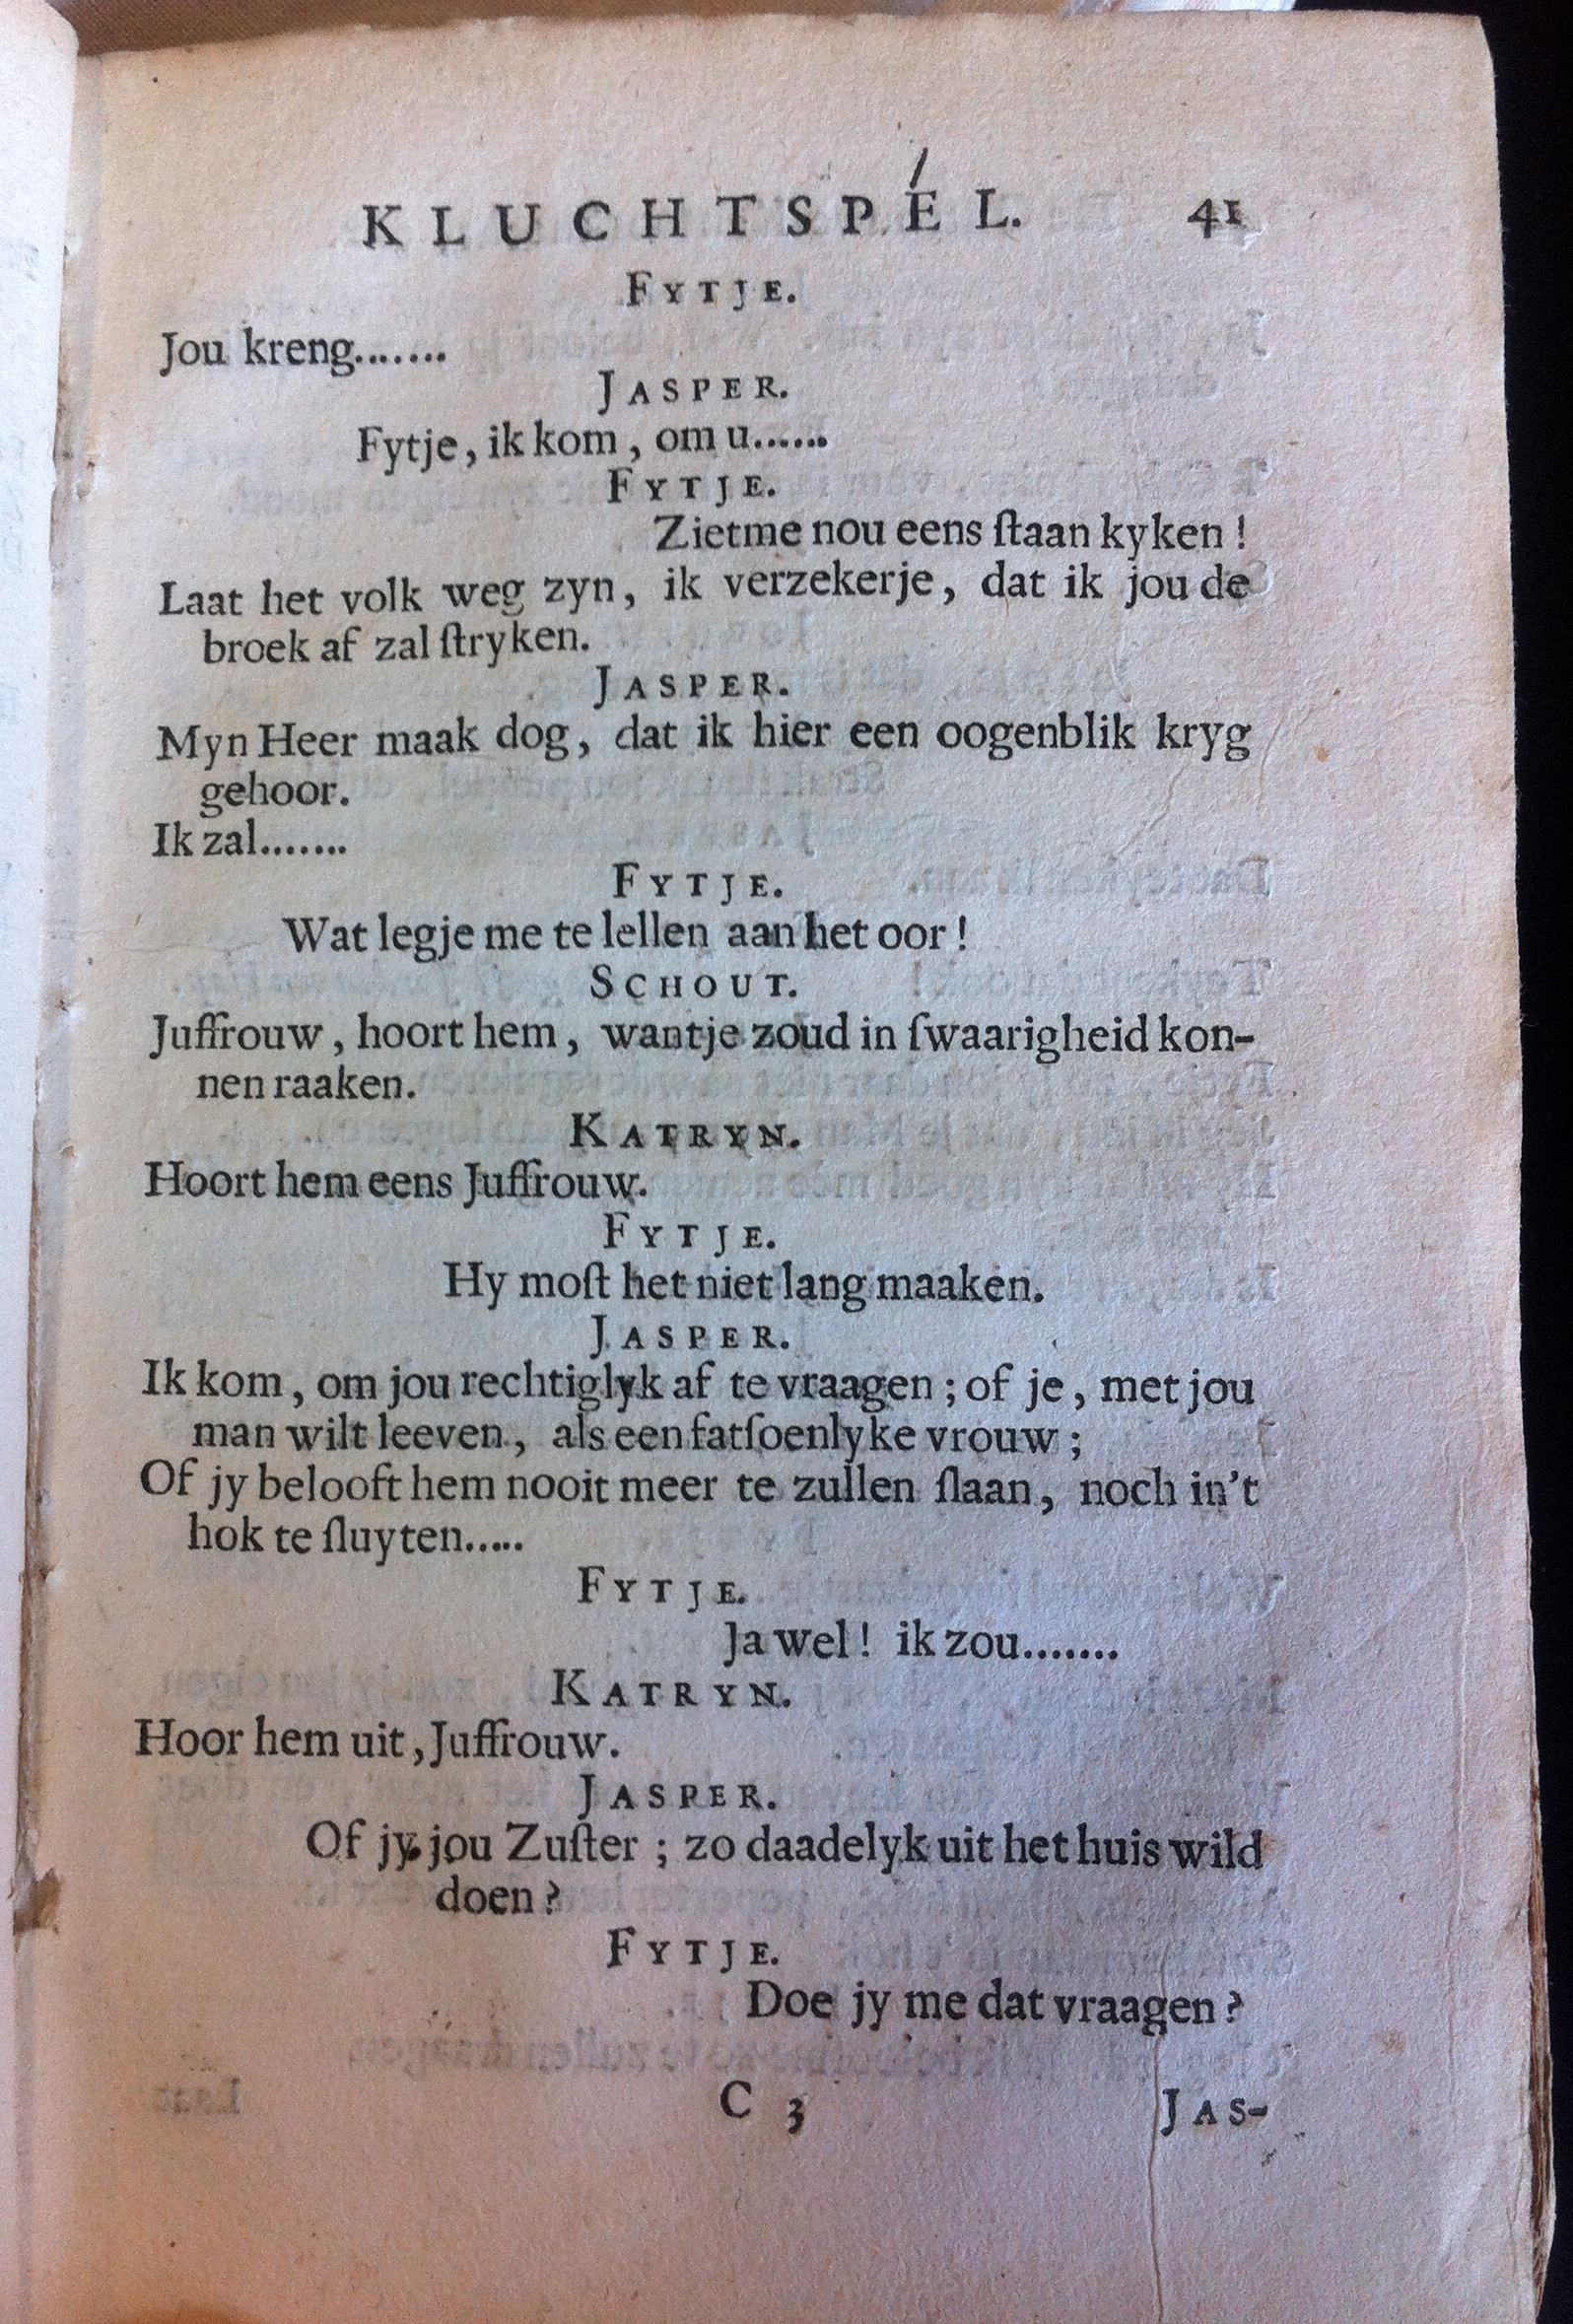 KLUCHTSPÉL. 41
FYTJE.
Jou kreng.......
JASPER.
Fytje, ik kom, om u......
FYTJE.
Zietme nou eens ſtaan kyken!
Laat het volk weg zyn, ik verzekerje, dat ik jou de
broek af zal ſtryken.
JASPER.
Myn Heer maak dog, dat ik hier een oogenblik kryg
gehoor.
Ik zal.......
FYTJE.
Wat legje me te lellen aan het oor!
SCHOUT.
Juffrouw, hoort hem, wantje zoud in ſwaarigheid kon-
nen raaken.
KATRYN.
Hoort hem eens Juffrouw.
FYTJE.
Hy moſt het niet lang maaken.
JASPER.
Ik kom, om jou rechtiglyk af te vraagen; of je, met jou
man wilt leeven, als een fatſoenlyke vrouw;
Of jy belooft hem nooit meer te zullen ſlaan, noch in't
hok te ſluyten.....
FYTJE.
Ja wel! ik zou.......
KATRYN.
Hoor hem uit, Juffrouw.
JASPER.
Of jy jou Zuſter; zo daadelyk uit het huis wild
doen?
FYTJE.
Doe jy me dat vraagen?
C 3 JAS-